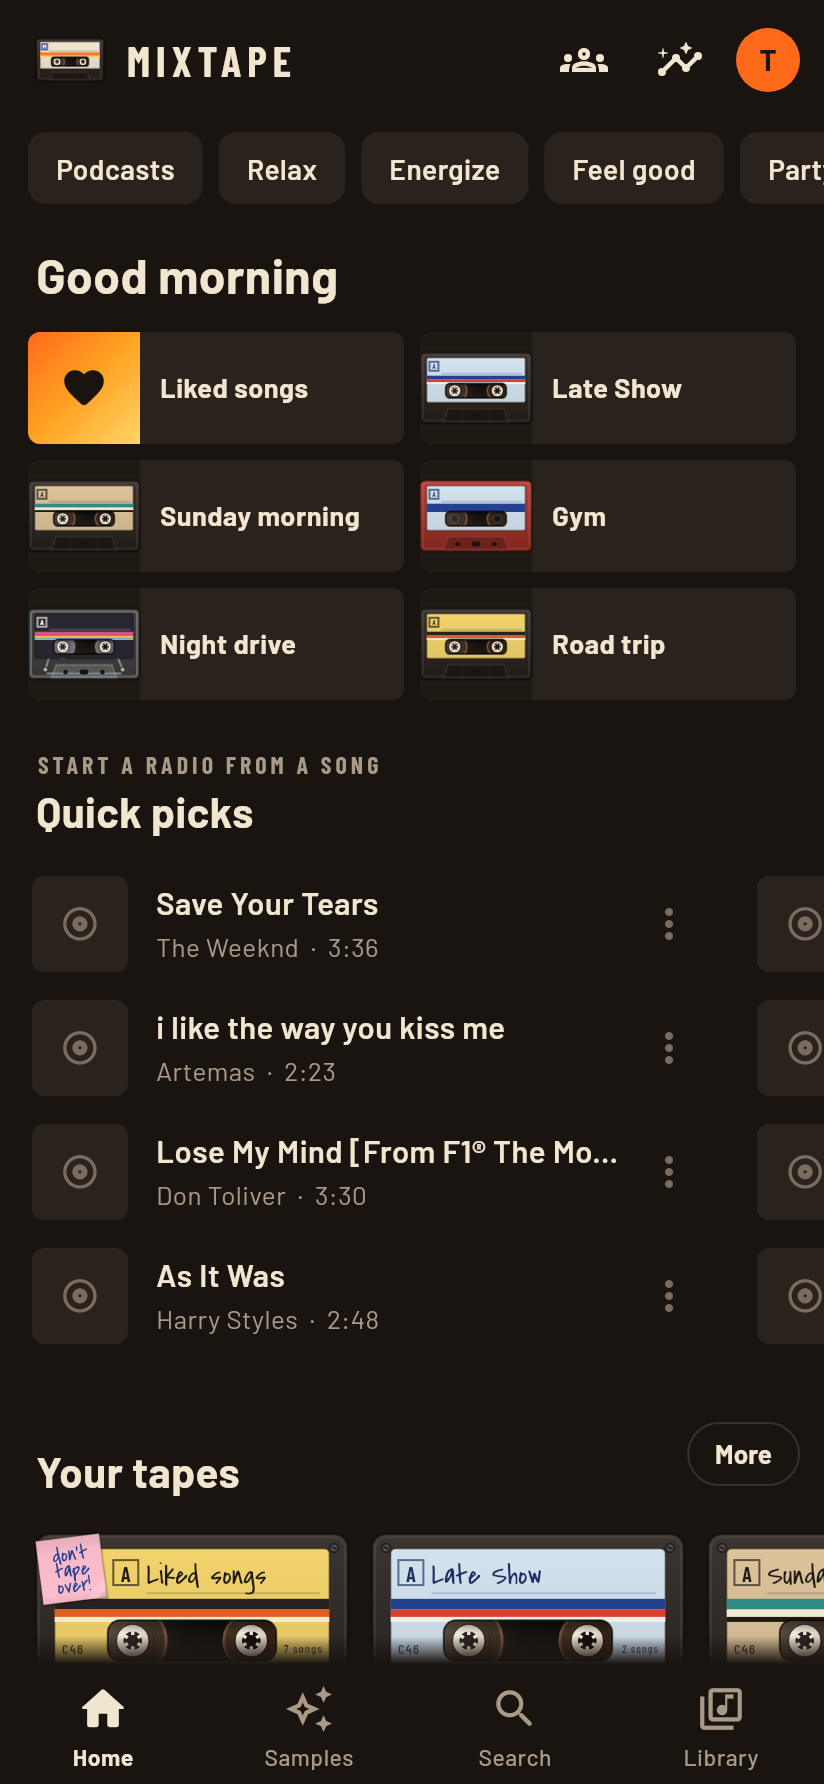 MIXTAPE
T
Podcasts
Relax
Energize
Feel good
Party
Good morning
Liked songs
Late Show
Sunday morning
Gym
Night drive
Road trip
START A RADIO FROM A SONG
Quick picks
Save Your Tears
The Weeknd · 3:36
i like the way you kiss me
Artemas · 2:23
Lose My Mind [From F1® The Mo...
Don Toliver · 3:30
As It Was
Harry Styles · 2:48
Your tapes
More
don't
tape
over!
A Liked songs
C46
7 songs
A Late Show
C46
2 songs
A Sunda
C46
Home
Samples
Search
Library